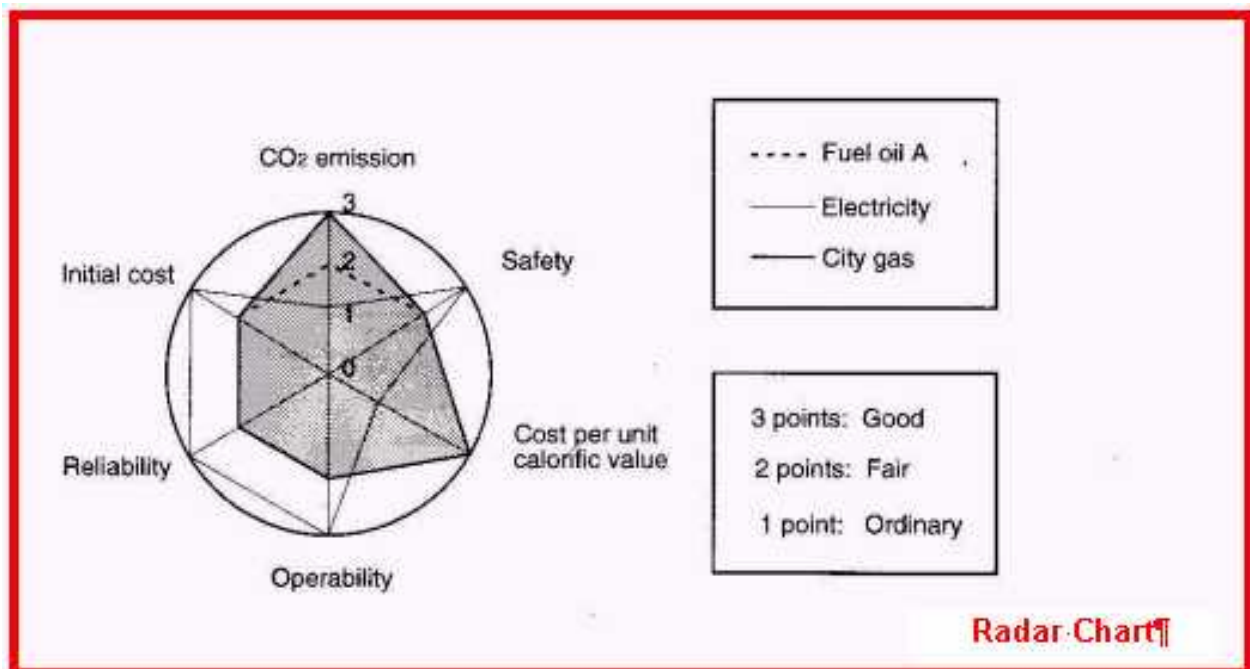 CO2 emission
3
2
1
0
Safety
Initial cost
Cost per unit
calorific value
Reliability
Operability
Fuel oil A
Electricity
City gas
3 points: Good
2 points: Fair
1 point: Ordinary
Radar Chart¶